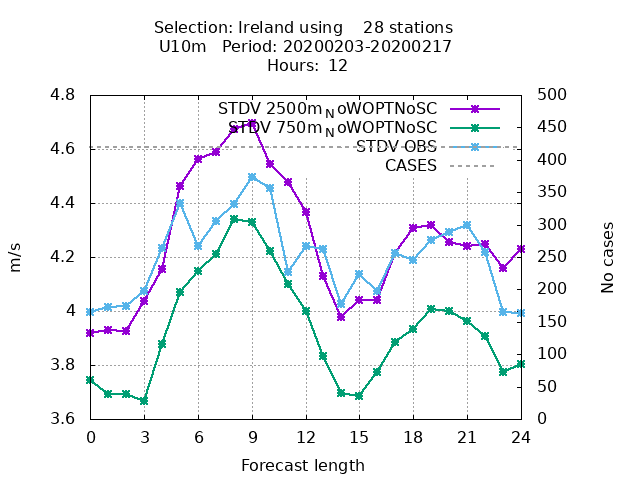 Selection: Ireland using 28 stations
U10m Period: 20200203-20200217
Hours: 12
STDV 2500m_NoWOPTNoSC
STDV 750m_NoWOPTNoSC
STDV OBS
CASES
4.8
4.6
4.4
4.2
4
3.8
3.6
500
450
400
350
300
250
200
150
100
50
0
m/s
No cases
0 3 6 9 12 15 18 21 24
Forecast length